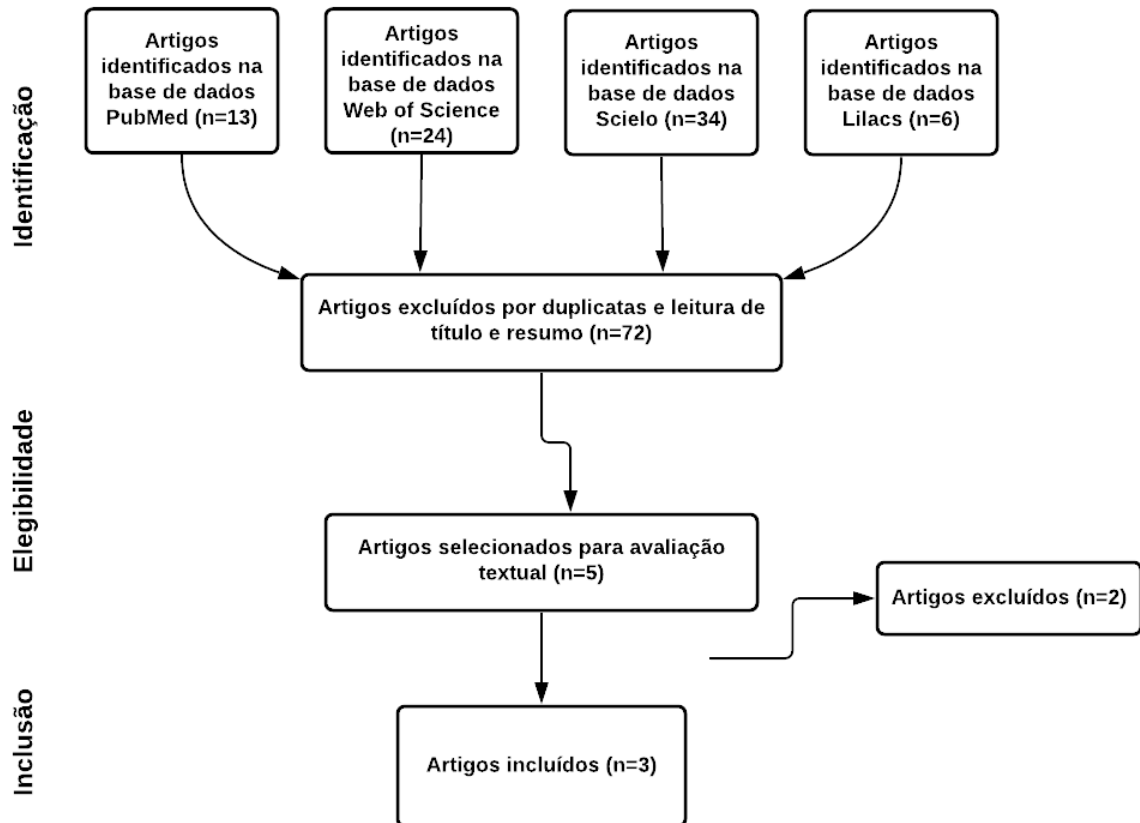 Identificação
Artigos
identificados na
base de dados
PubMed (n=13)
Artigos
identificados na
base de dados
Web of Science
(n=24)
Artigos
identificados na
base de dados
Scielo (n=34)
Artigos
identificados na
base de dados
Lilacs (n=6)
Artigos excluídos por duplicatas e leitura de
título e resumo (n=72)
Elegibilidade
Artigos selecionados para avaliação
textual (n=5)
Artigos excluídos (n=2)
Inclusão
Artigos incluídos (n=3)